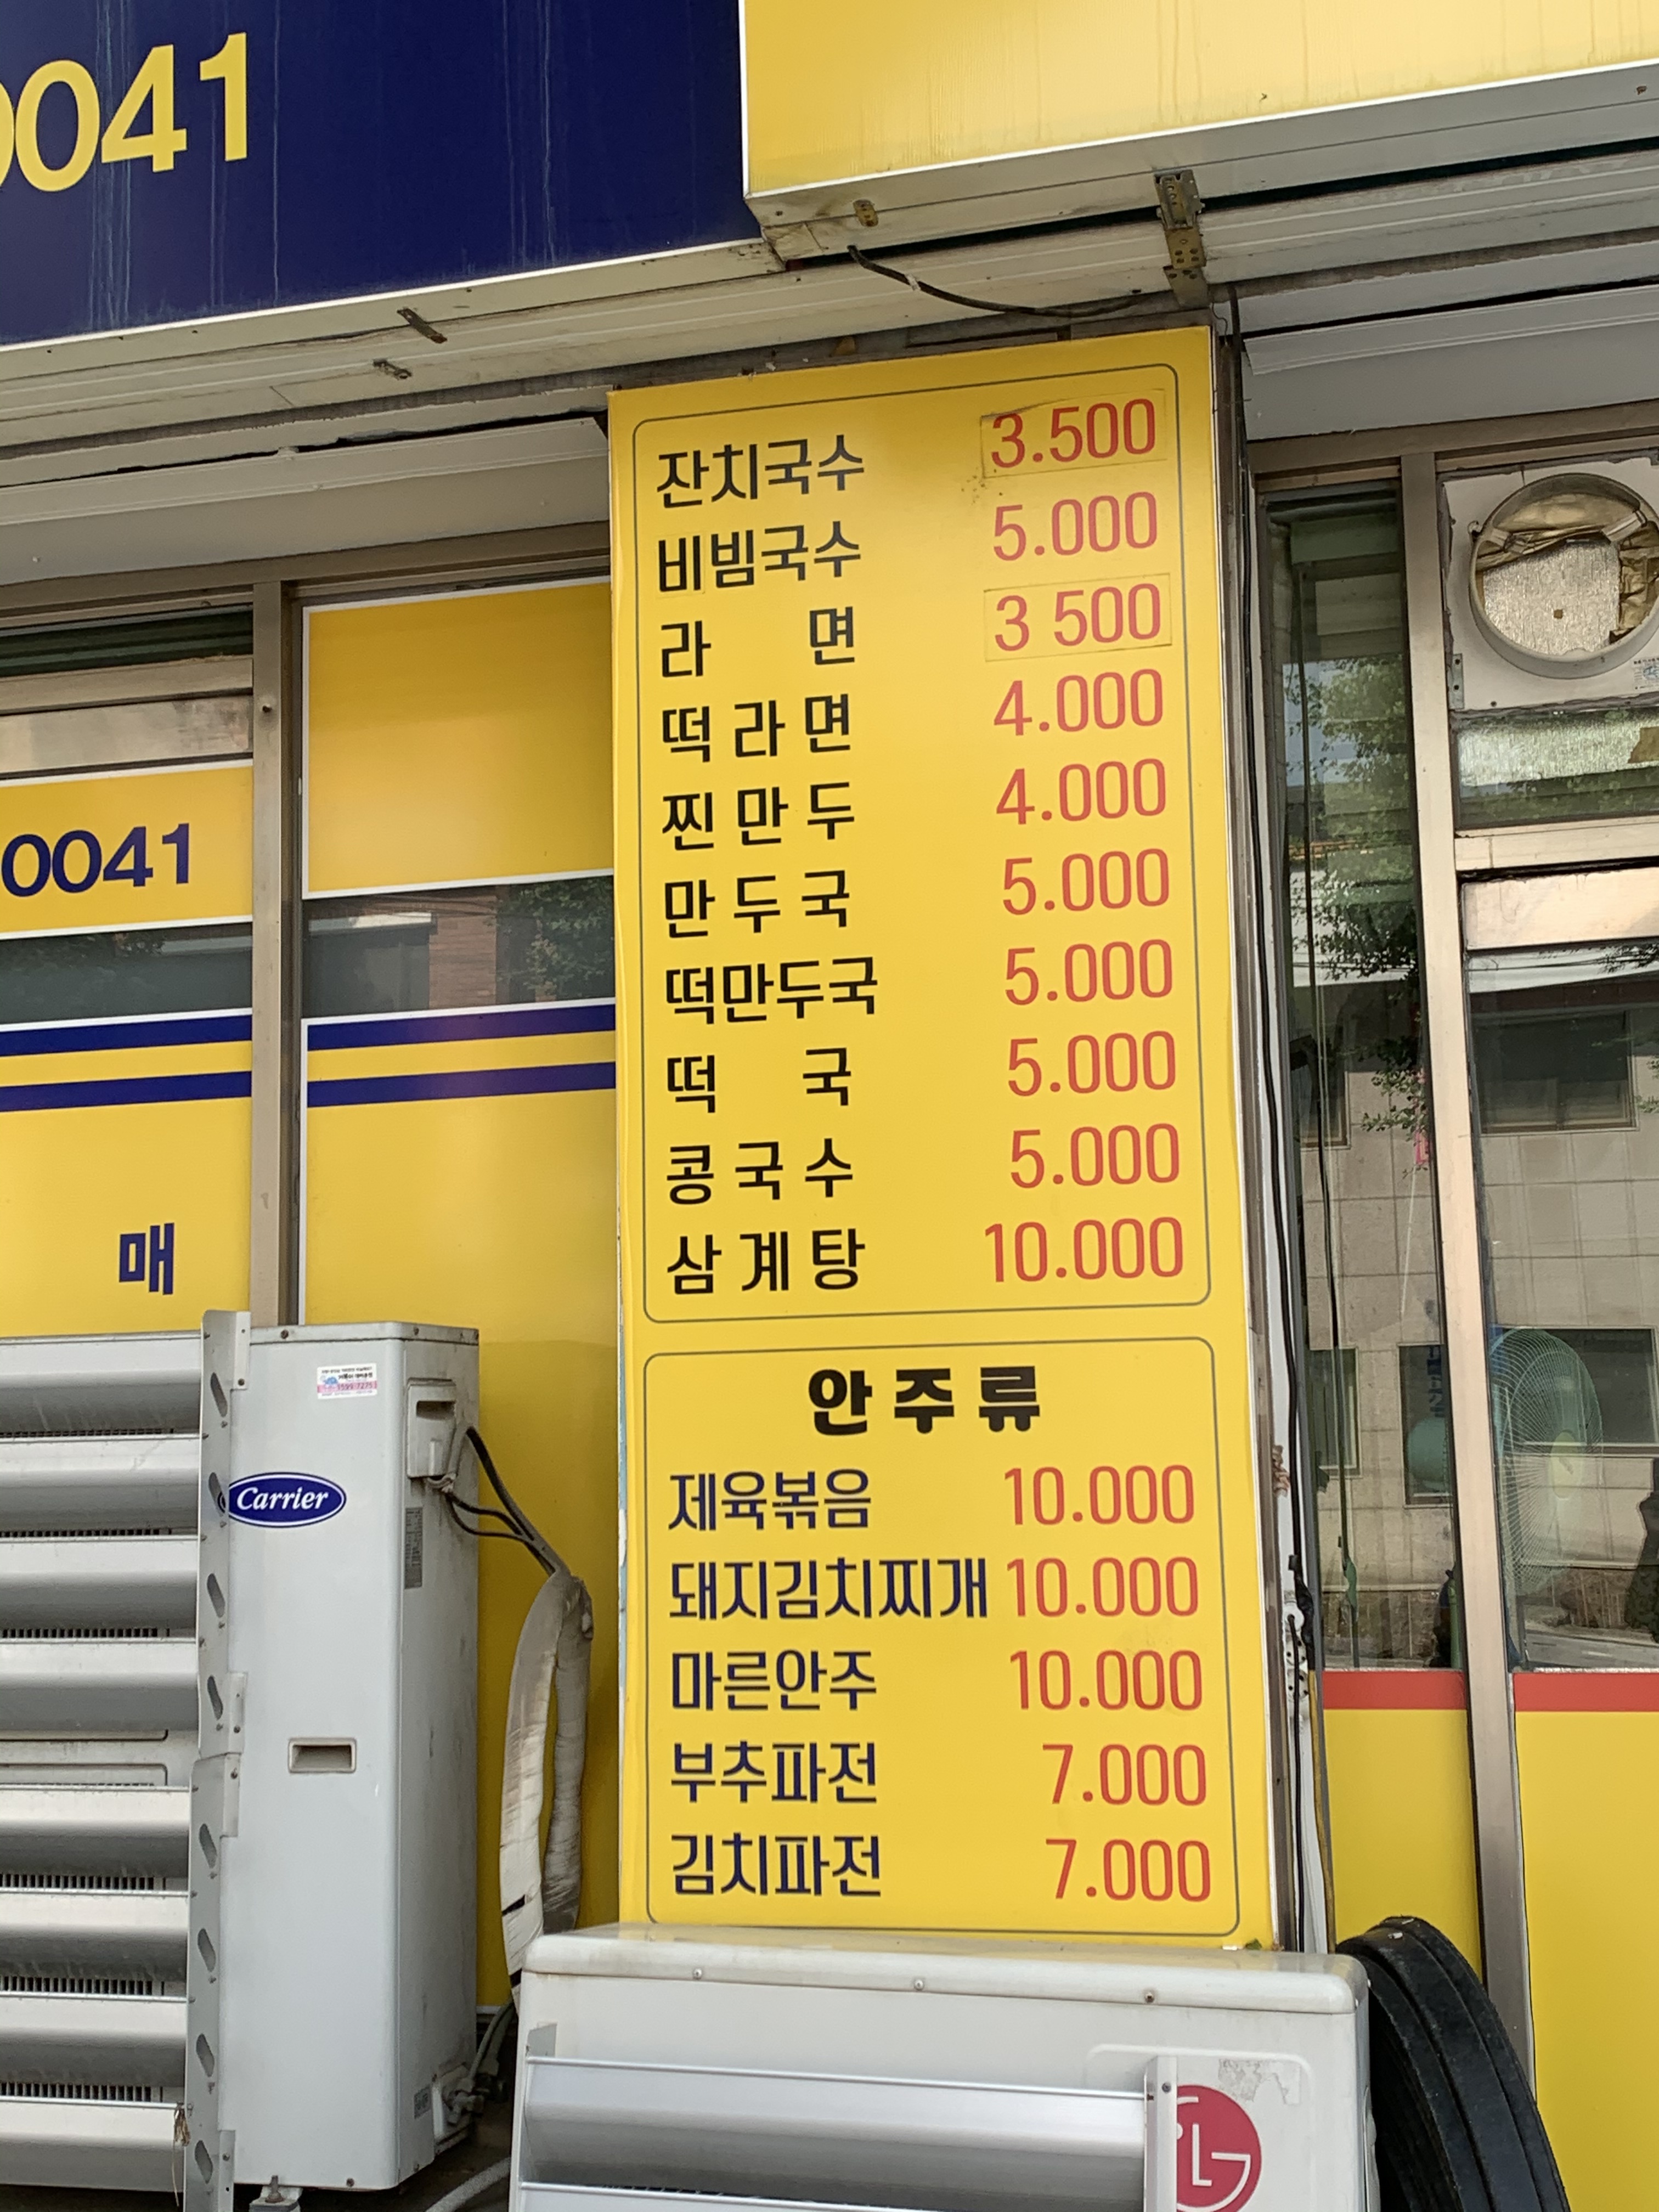 0041
잔치국수 3.500
비빔국수 5.000
라 면 3 500
떡라면 4.000
찐만두 4.000
만두국 5.000
떡만두국 5.000
떡 국 5.000
콩국수 5.000
삼계탕 10.000
안주류
제육볶음 10.000
돼지김치찌개 10.000
마른안주 10.000
부추파전 7.000
김치파전 7.000
0041
매
Carrier
LG